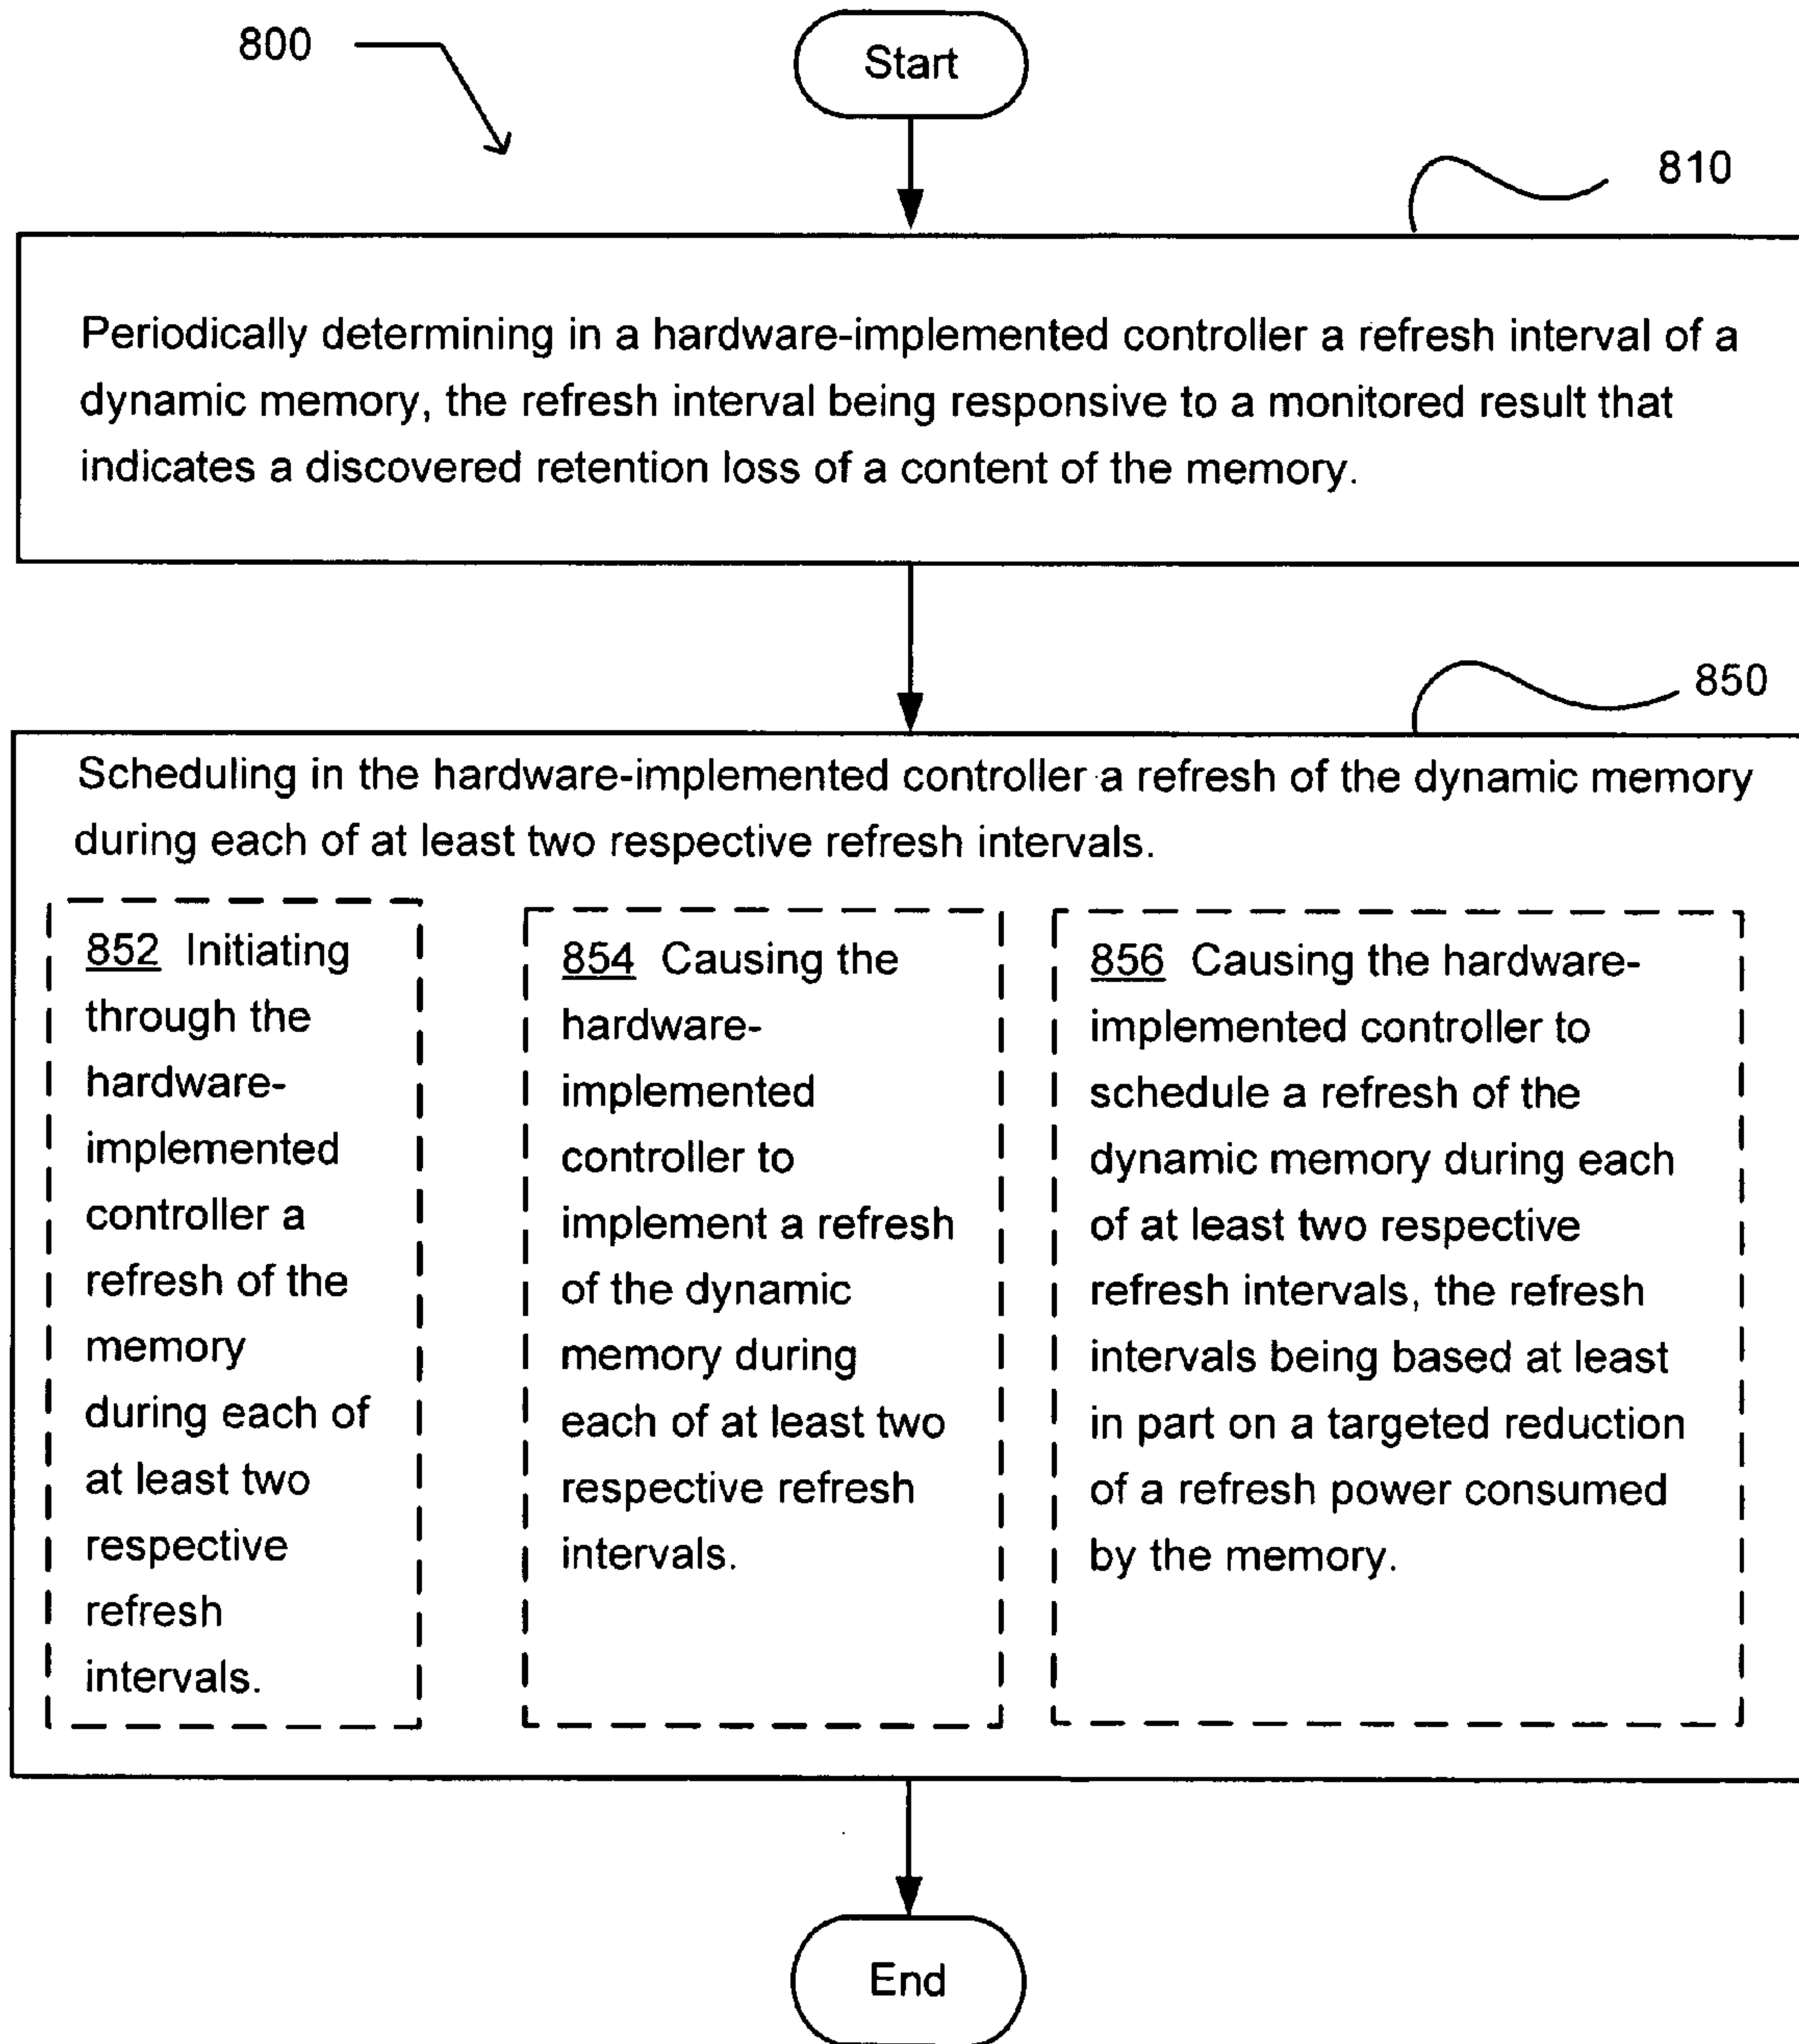 800
Start
810
Periodically determining in a hardware-implemented controller a refresh interval of a
dynamic memory, the refresh interval being responsive to a monitored result that
indicates a discovered retention loss of a content of the memory.
850
Scheduling in the hardware-implemented controller a refresh of the dynamic memory
during each of at least two respective refresh intervals.
852 Initiating
through the
hardware-
implemented
controller a
refresh of the
memory
during each of
at least two
respective
refresh
intervals.
854 Causing the
hardware-
implemented
controller to
implement a refresh
of the dynamic
memory during
each of at least two
respective refresh
intervals.
856 Causing the hardware-
implemented controller to
schedule a refresh of the
dynamic memory during each
of at least two respective
refresh intervals, the refresh
intervals being based at least
in part on a targeted reduction
of a refresh power consumed
by the memory.
End